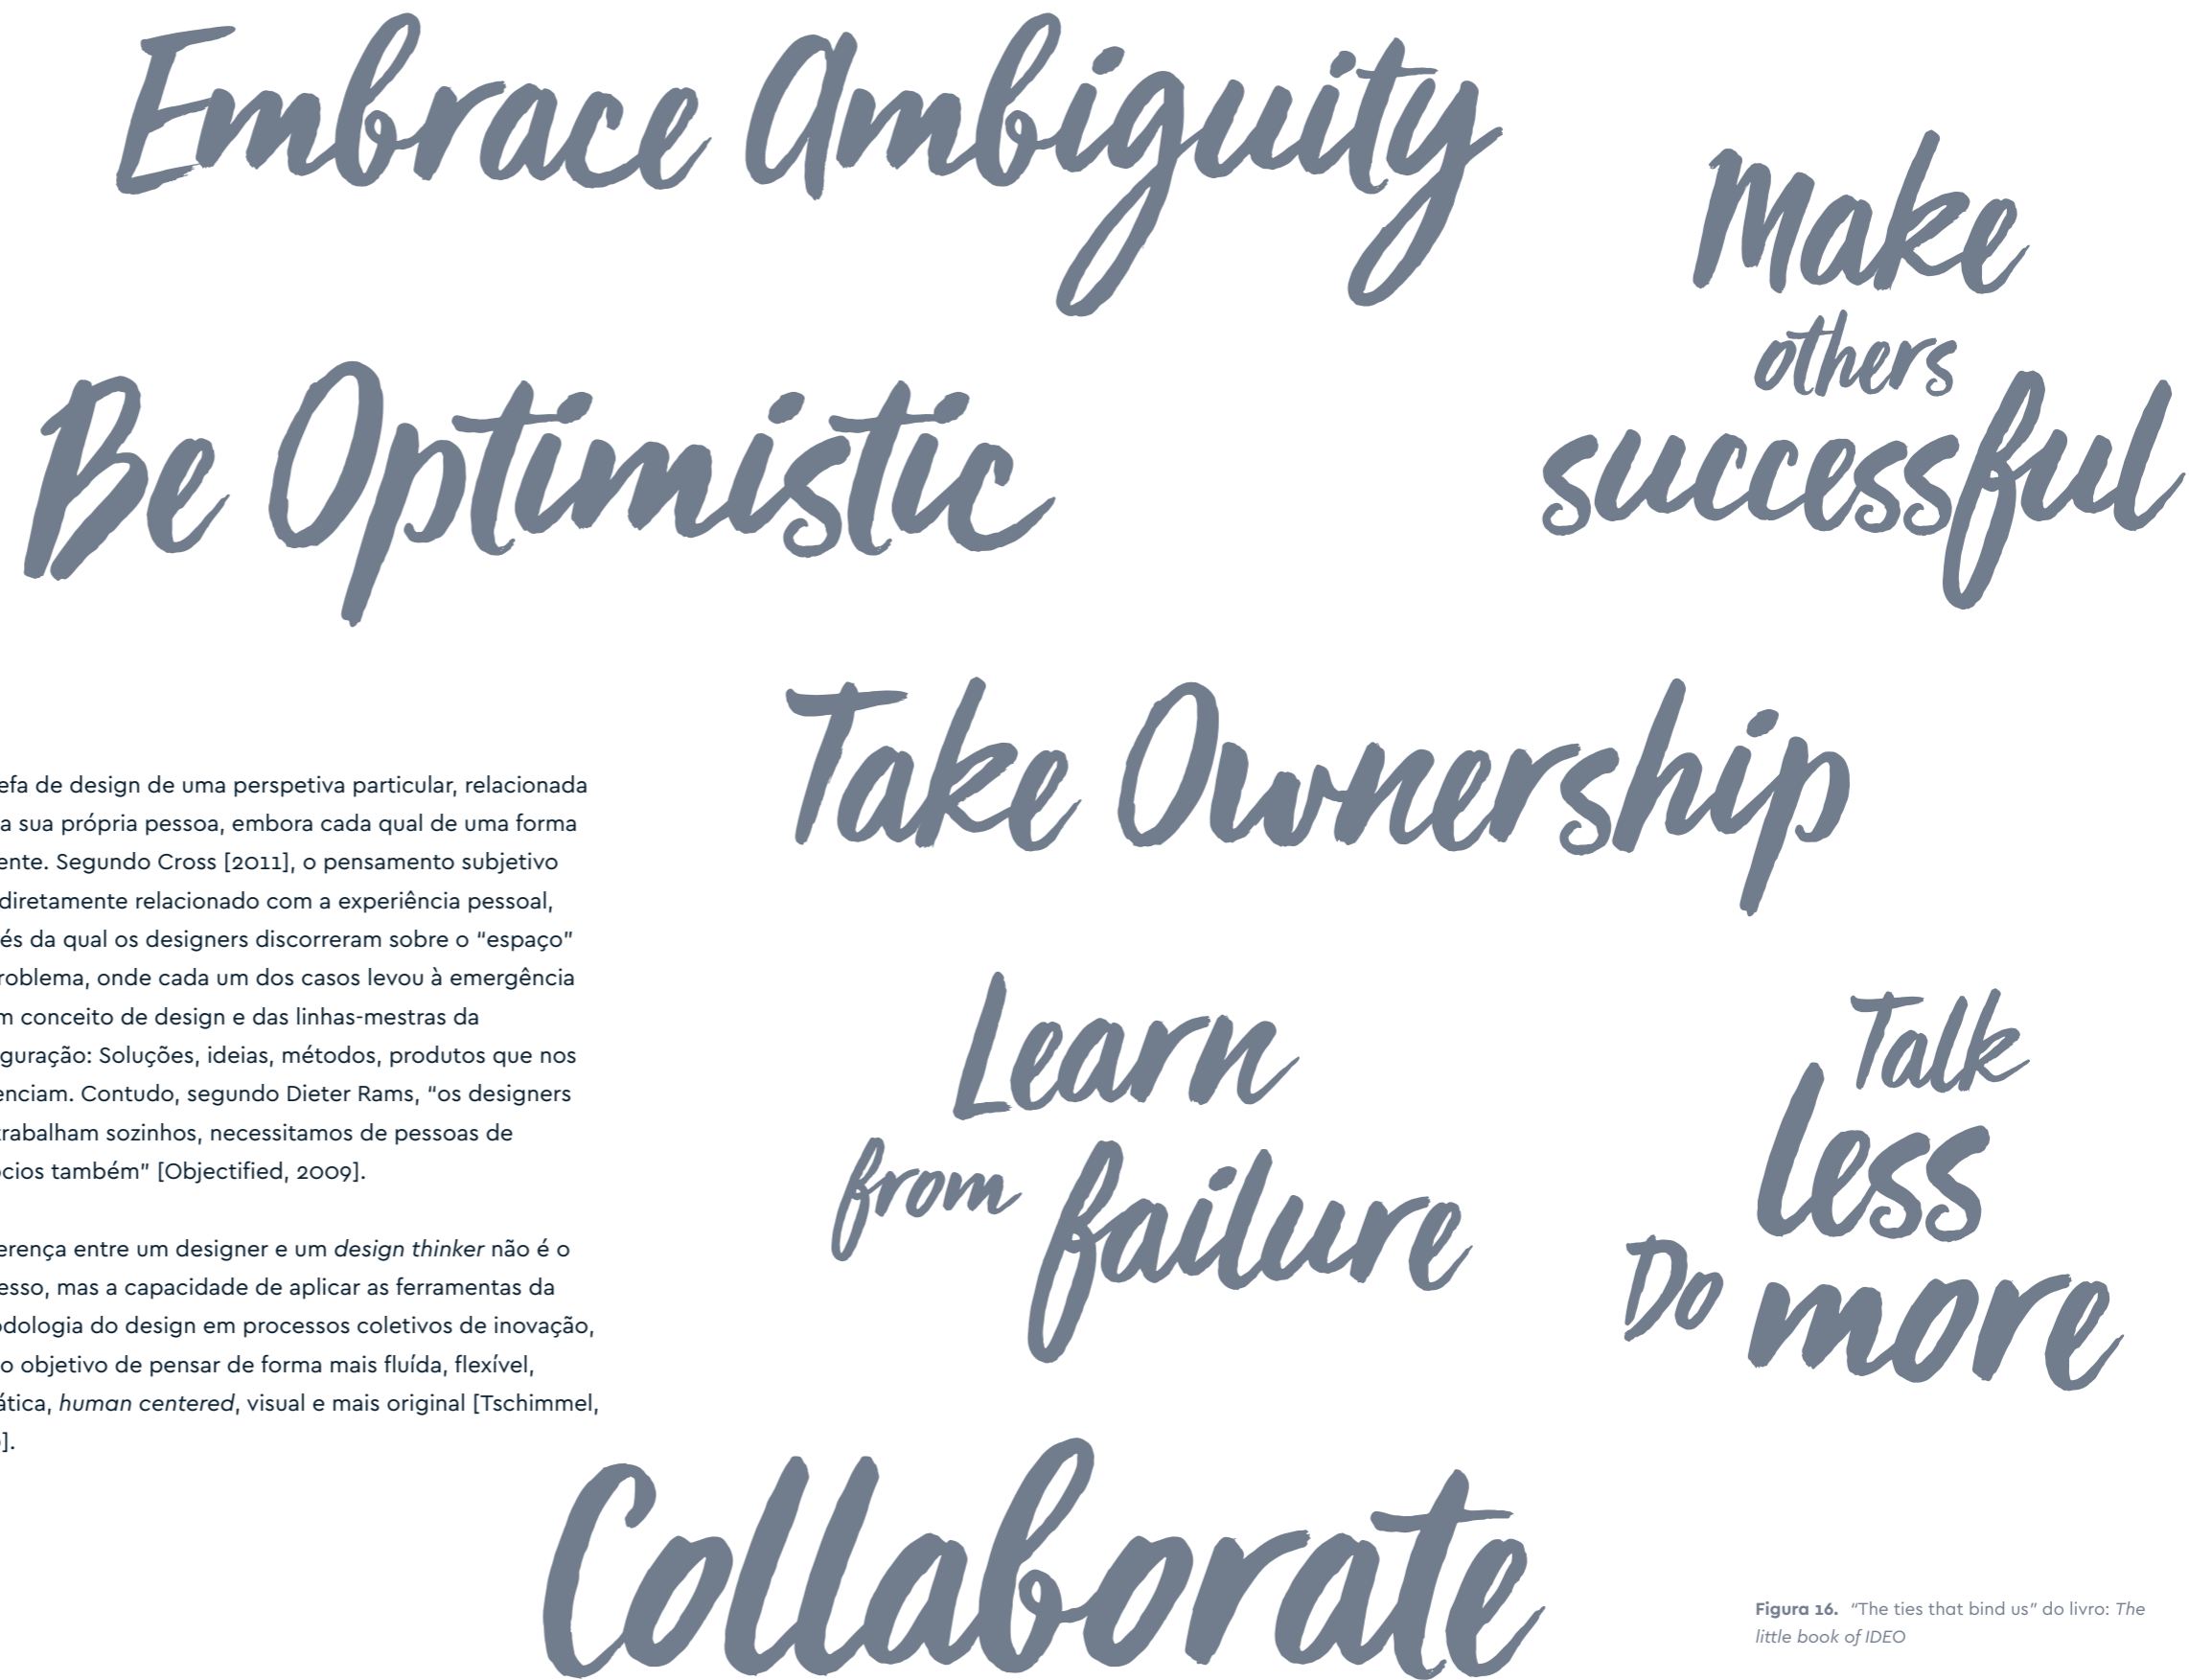 Embrace Ambiguity
Make
others
successful
Be Optimistic
Take Ownership
efa de design de uma perspetiva particular, relacionada
a sua própria pessoa, embora cada qual de uma forma
ente. Segundo Cross [2011], o pensamento subjetivo
diretamente relacionado com a experiência pessoal,
és da qual os designers discorreram sobre o “espaço”
roblema, onde cada um dos casos levou à emergência
m conceito de design e das linhas-mestras da
guração: Soluções, ideias, métodos, produtos que nos
enciam. Contudo, segundo Dieter Rams, “os designers
trabalham sozinhos, necessitamos de pessoas de
ócios também” [Objectified, 2009].
erença entre um designer e um design thinker não é o
esso, mas a capacidade de aplicar as ferramentas da
odologia do design em processos coletivos de inovação,
o objetivo de pensar de forma mais fluída, flexível,
ática, human centered, visual e mais original [Tschimmel,
].
Learn
from failure
Talk
less
Do more
Collaborate
Figura 16. “The ties that bind us” do livro: The
little book of IDEO